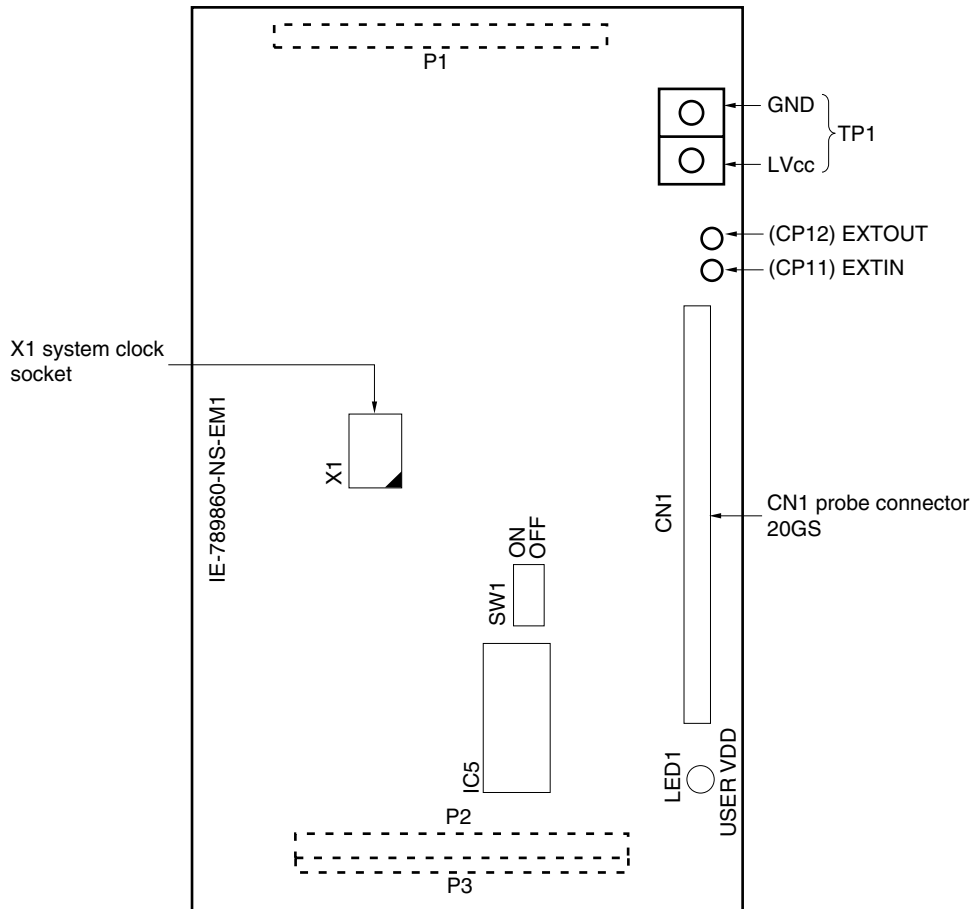 P1
GND
TP1
LVcc
(CP12) EXTOUT
(CP11) EXTIN
X1 system clock
socket
IE-789860-NS-EM1
X1
CN1
CN1 probe connector
20GS
ON
OFF
SW1
IC5
LED1
USER VDD
P2
P3